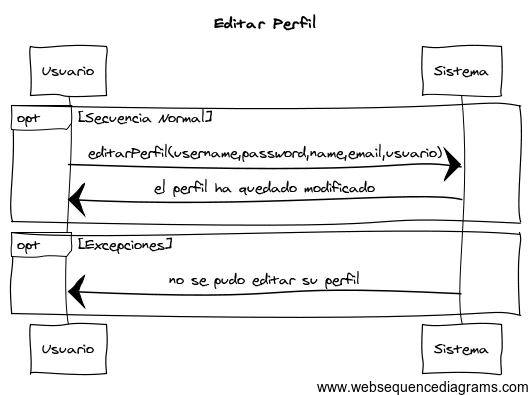 Editar Perfil
Usuario
Sistema
opt
[Secuencia Normal]
editarPerfil(username,password,name,email,usuario)
el perfil ha quedado modificado
opt
[Excepciones]
no se pudo editar su perfil
Usuario
Sistema
www.websequencediagrams.com